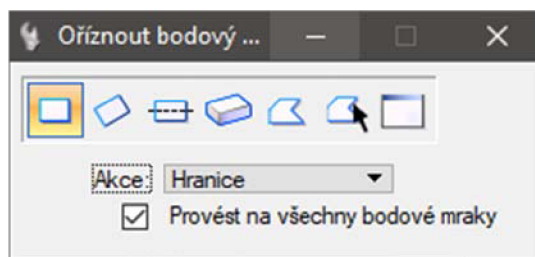 Oříznout bodový ...
Akce: Hranice
Provést na všechny bodové mraky